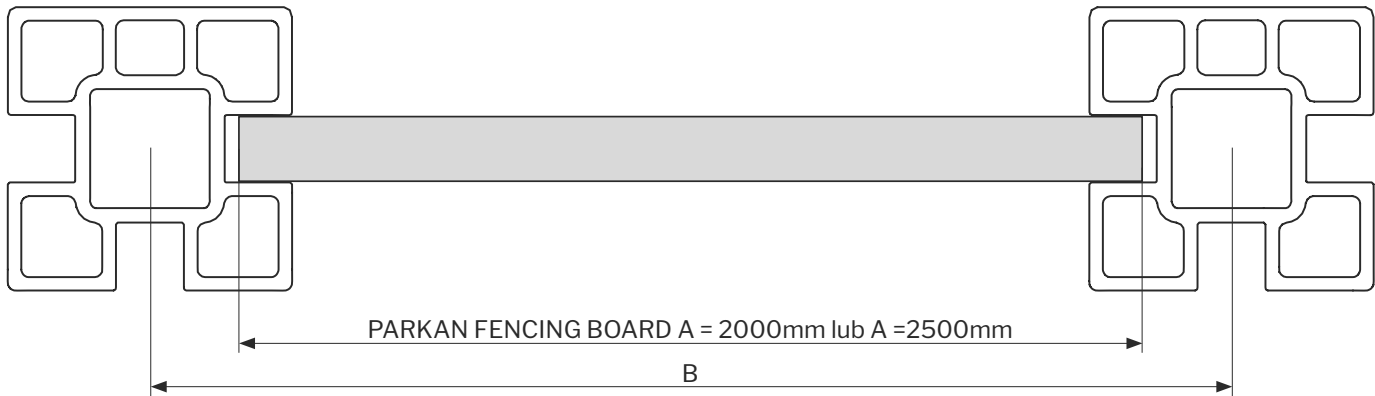 PARKAN FENCING BOARD A = 2000mm lub A =2500mm
B